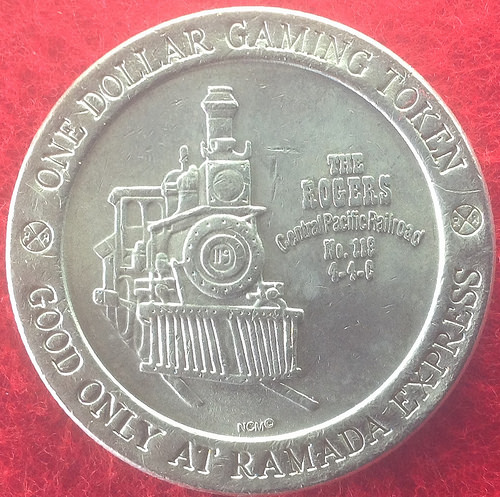 ONE DOLLAR GAMING TOKEN
THE
ROGERS
Central Pacific Railroad
No. 119
4-4-0
119
NCM©
GOOD ONLY AT RAMADA EXPRESS